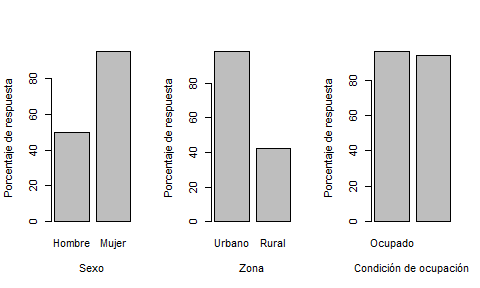 Porcentaje de respuesta
0
20
40
60
80
Hombre Mujer
Sexo
Porcentaje de respuesta
0
20
40
60
80
Urbano Rural
Zona
Porcentaje de respuesta
0
20
40
60
80
Ocupado
Condición de ocupación